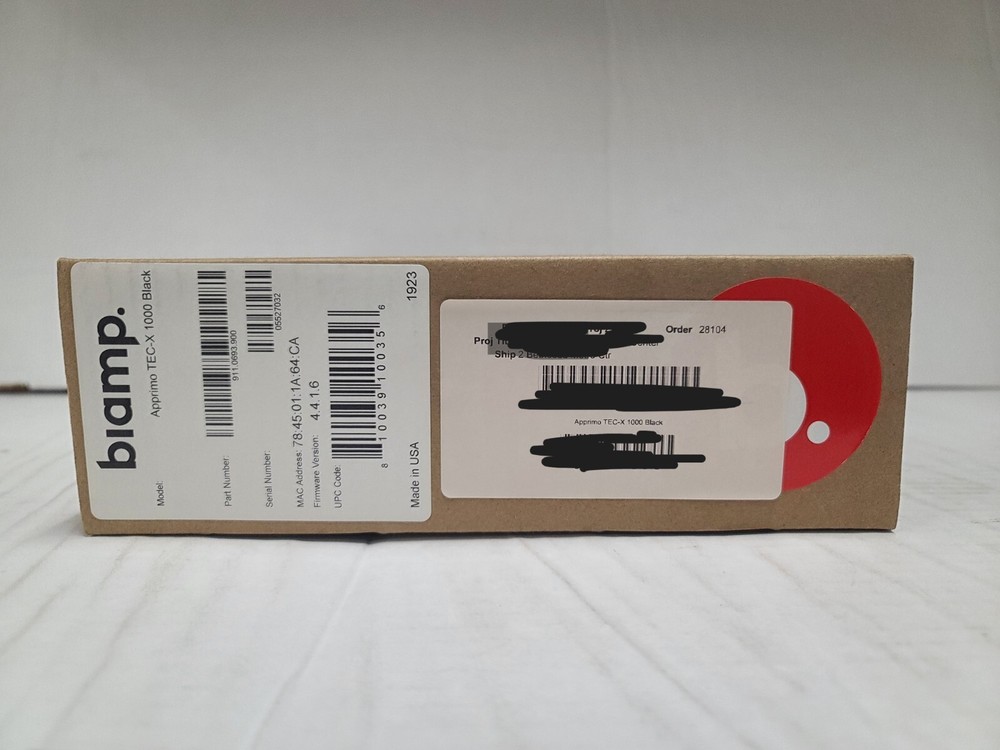 biamp.
Model: Apprimo TEC-X 1000 Black
Part Number: 911.0693.900
Serial Number: 05527032
MAC Address: 78:45:01:1A:64:CA
Firmware Version: 4.4.1.6
UPC Code: 8 10039 10035 6
Made in USA 1923
Order 28104
Proj
Ship 2
Apprimo TEC-X 1000 Black